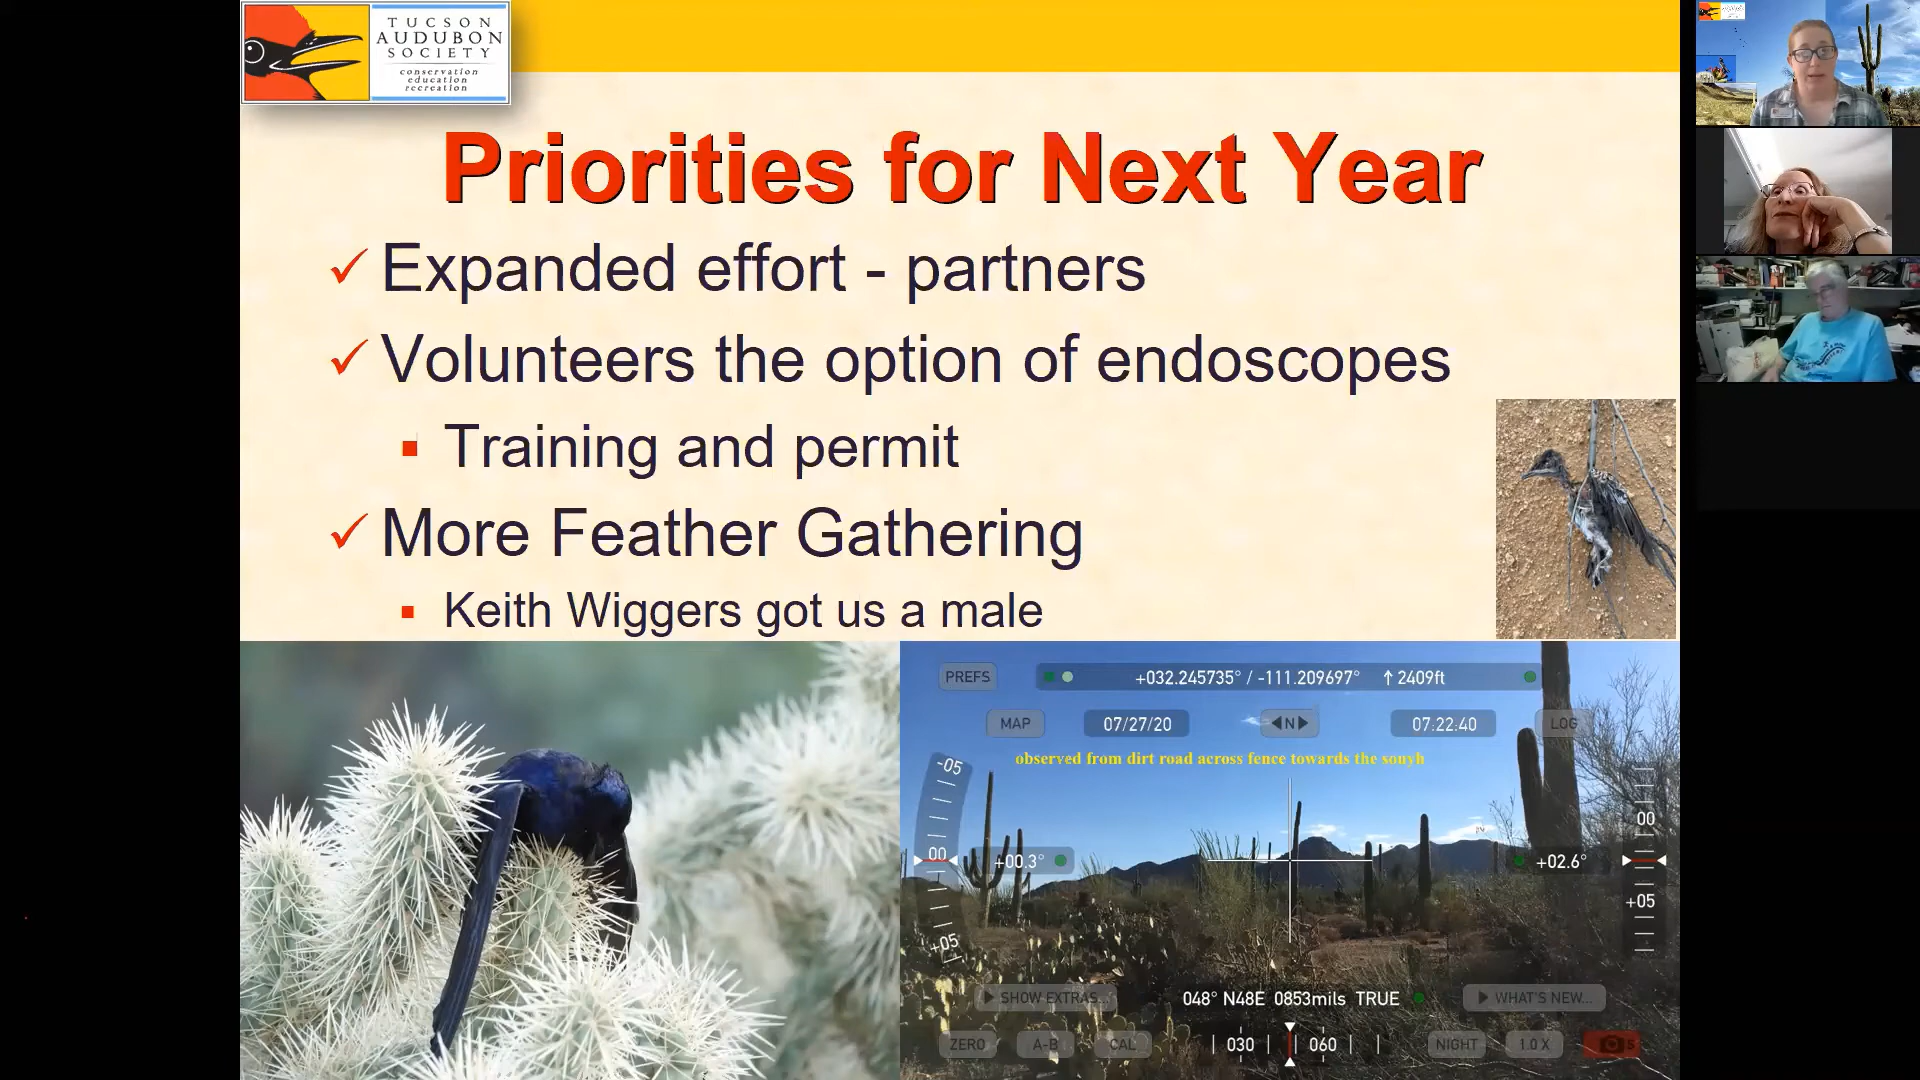 TUCSON
AUDUBON
SOCIETY
conservation
education
recreation
Priorities for Next Year
Expanded effort - partners
Volunteers the option of endoscopes
Training and permit
More Feather Gathering
Keith Wiggers got us a male
PREFS
+032.245735° / -111.209697° ↑ 2409ft
MAP
07/27/20
N
07:22:40
LOG
observed from dirt road across fence towards the souyh
-05
00
+00.3°
+05
00
+02.6°
+05
SHOW EXTRAS...
048° N48E 0853mils TRUE
WHAT'S NEW...
ZERO
A-B
CAL
030
060
NIGHT
1.0 X
S